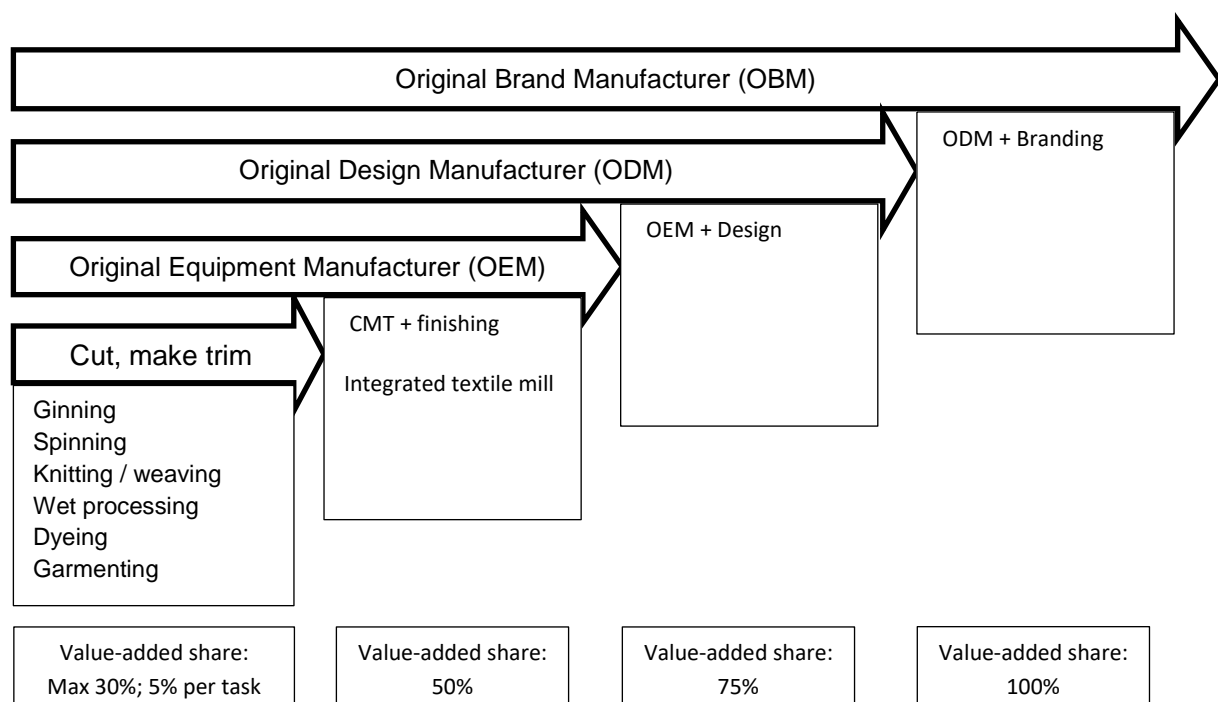 Original Brand Manufacturer (OBM)
ODM + Branding
Original Design Manufacturer (ODM)
OEM + Design
Original Equipment Manufacturer (OEM)
CMT + finishing
Integrated textile mill
Cut, make trim
Ginning
Spinning
Knitting / weaving
Wet processing
Dyeing
Garmenting
Value-added share:
Max 30%; 5% per task
Value-added share:
50%
Value-added share:
75%
Value-added share:
100%